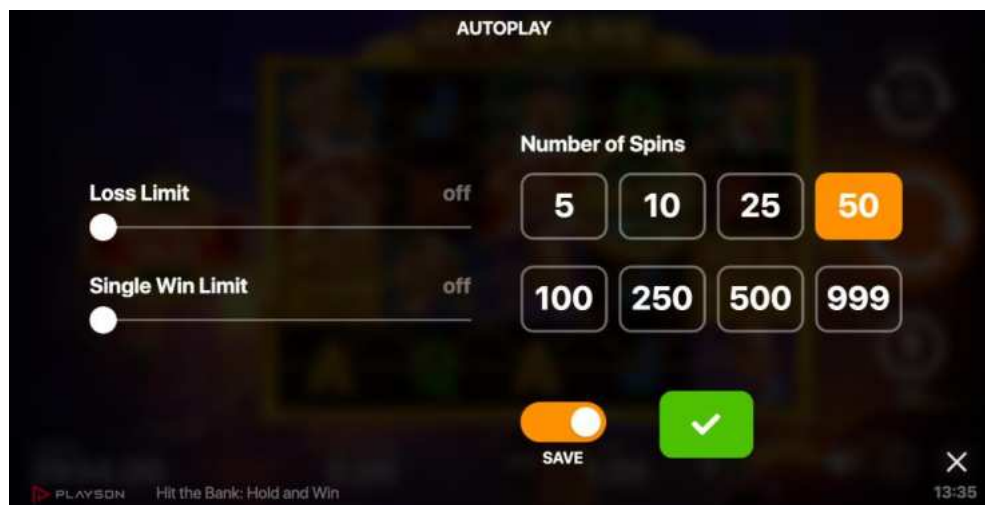 AUTOPLAY
Number of Spins
Loss Limit off
5 10 25 50
Single Win Limit off
100 250 500 999
SAVE
PLAYSON Hit the Bank: Hold and Win 13:35